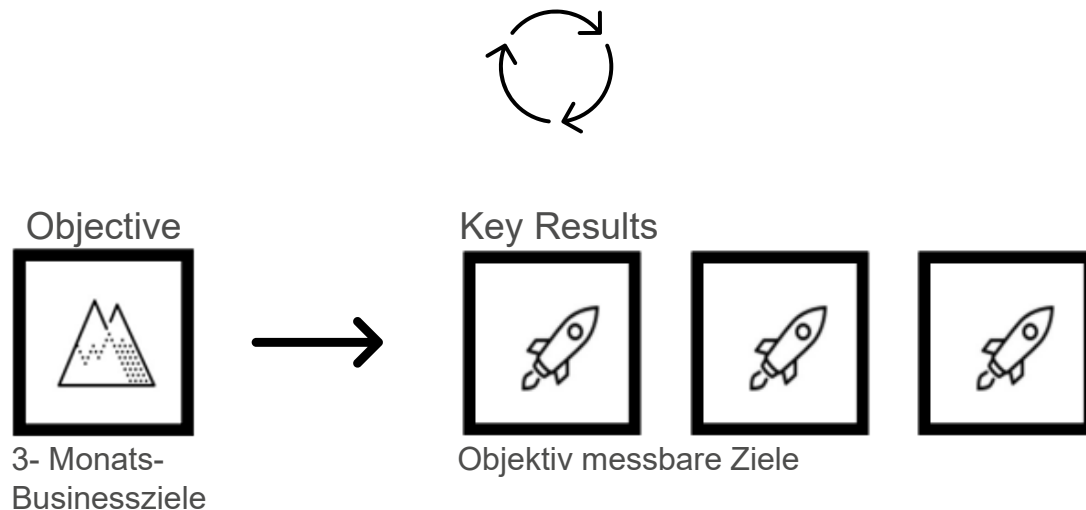 Objective
Key Results
3- Monats-
Businessziele
Objektiv messbare Ziele